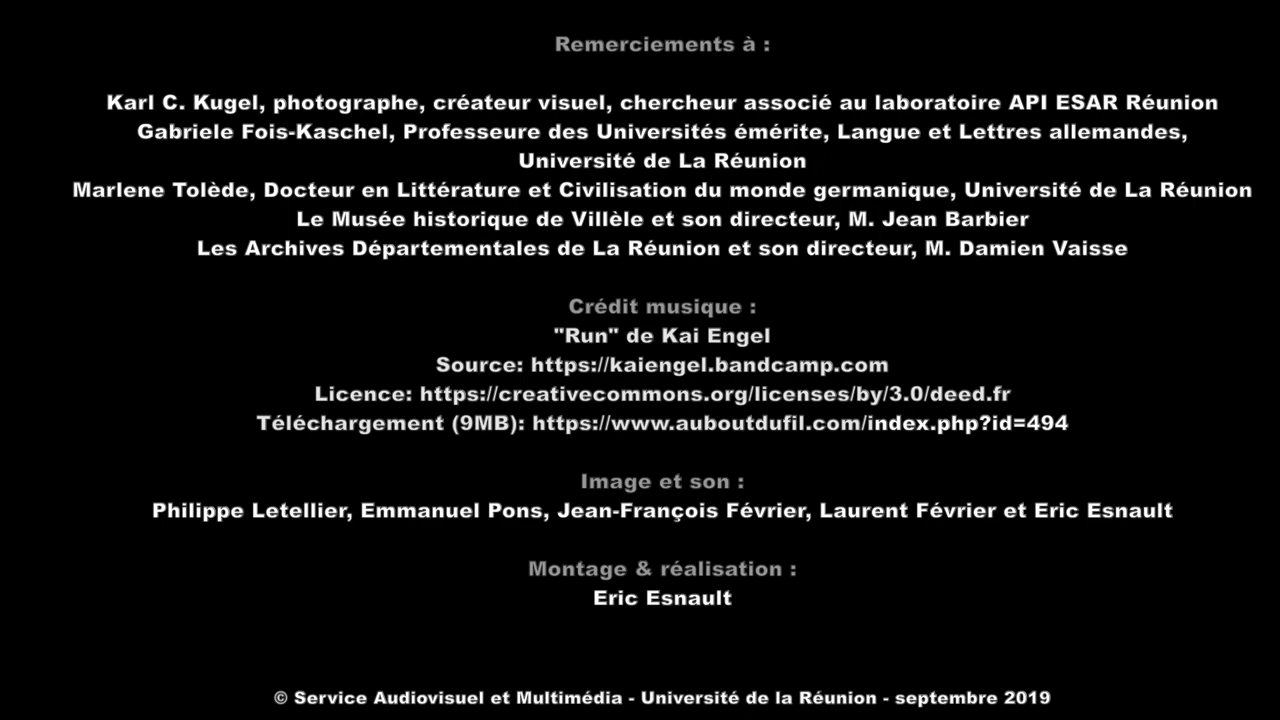 Remerciements à :
Karl C. Kugel, photographe, créateur visuel, chercheur associé au laboratoire API ESAR Réunion
Gabriele Fois-Kaschel, Professeure des Universités émérite, Langue et Lettres allemandes,
Université de La Réunion
Marlene Tolède, Docteur en Littérature et Civilisation du monde germanique, Université de La Réunion
Le Musée historique de Villèle et son directeur, M. Jean Barbier
Les Archives Départementales de La Réunion et son directeur, M. Damien Vaisse
Crédit musique :
"Run" de Kai Engel
Source: https://kaiengel.bandcamp.com
Licence: https://creativecommons.org/licenses/by/3.0/deed.fr
Téléchargement (9MB): https://www.auboutdufil.com/index.php?id=494
Image et son :
Philippe Letellier, Emmanuel Pons, Jean-François Février, Laurent Février et Eric Esnault
Montage & réalisation :
Eric Esnault
© Service Audiovisuel et Multimédia - Université de la Réunion - septembre 2019